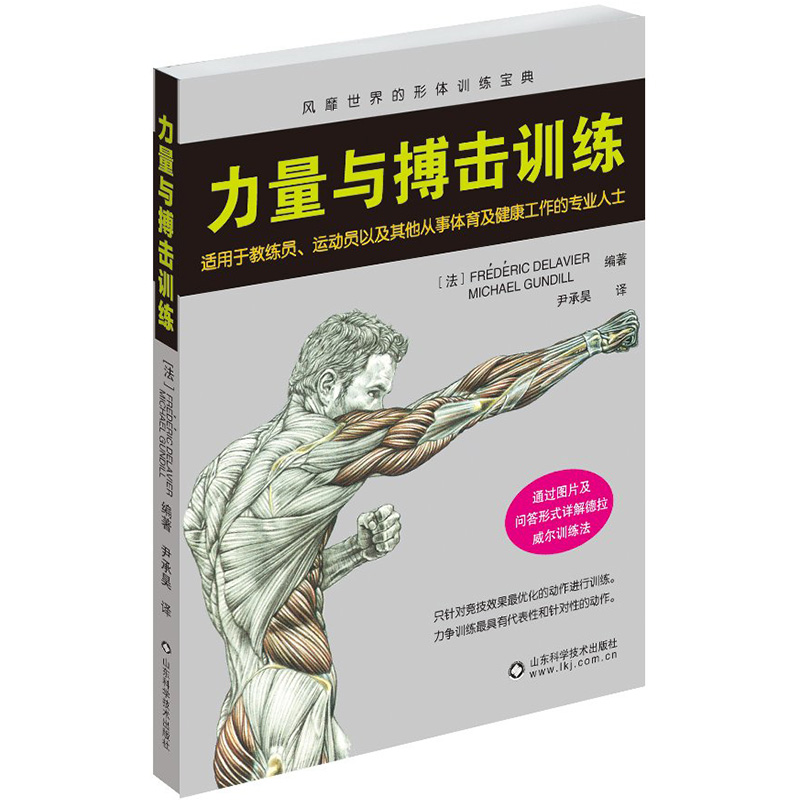 风靡世界的形体训练宝典
力量与搏击训练
适用于教练员、运动员以及其他从事体育及健康工作的专业人士
[法] FRÉDÉRIC DELAVIER 编著
MICHAEL GUNDILL
尹承昊 译
通过图片及
问答形式详解德拉
威尔训练法
只针对竞技效果最优化的动作进行训练。
力争训练最具有代表性和针对性的动作。
山东科学技术出版社
www.lkj.com.cn
力量与搏击训练
[法] FRÉDÉRIC DELAVIER 编著
MICHAEL GUNDILL
尹承昊 译
山东科学技术出版社